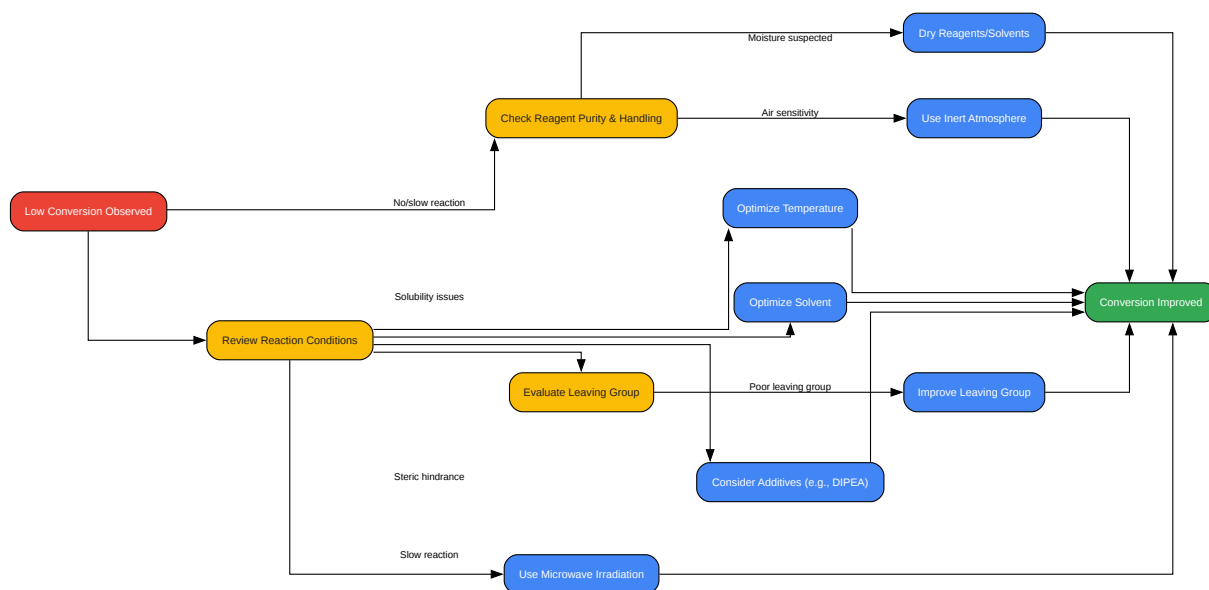 Dry Reagents/Solvents
Moisture suspected
Check Reagent Purity & Handling
Air sensitivity
Use Inert Atmosphere
Low Conversion Observed
No/slow reaction
Optimize Temperature
Solubility issues
Optimize Solvent
Conversion Improved
Review Reaction Conditions
Evaluate Leaving Group
Poor leaving group
Improve Leaving Group
Steric hindrance
Consider Additives (e.g., DIPEA)
Slow reaction
Use Microwave Irradiation